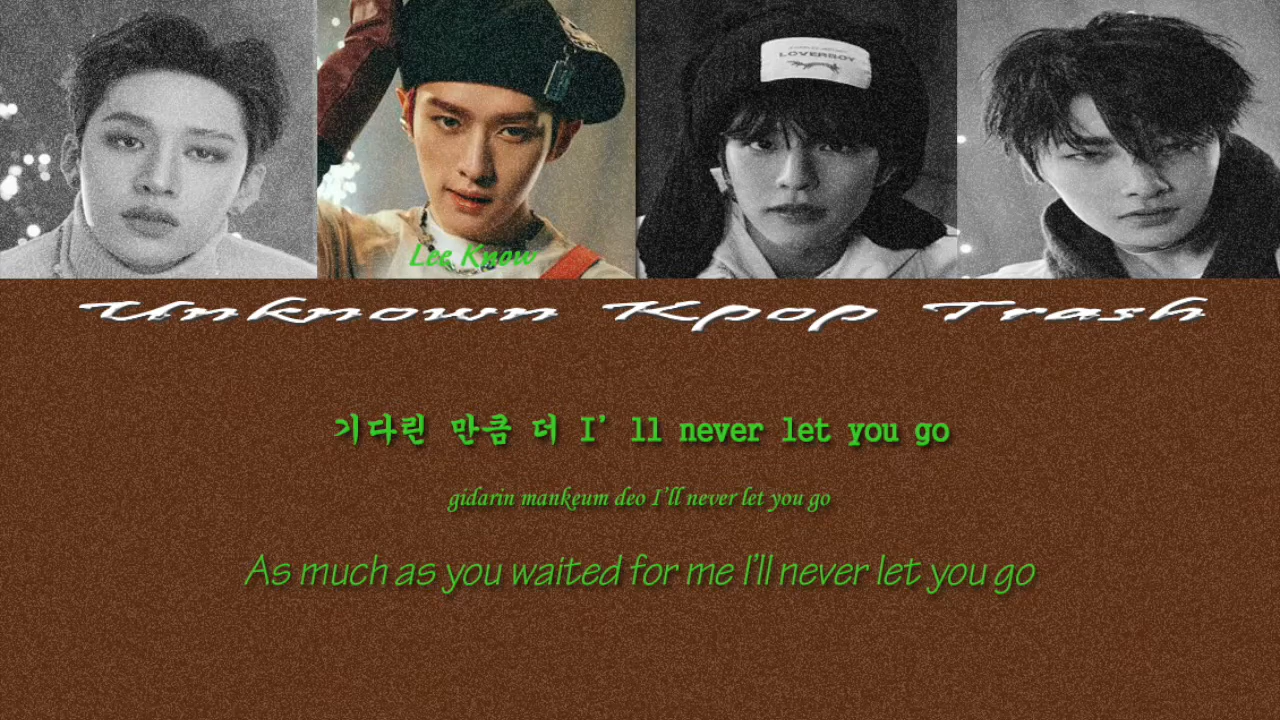 LOVERBOY
Lee Know
Unknown Kpop Trash
기다린 만큼 더 I'll never let you go
gidarin mankeum deo I'll never let you go
As much as you waited for me I'll never let you go